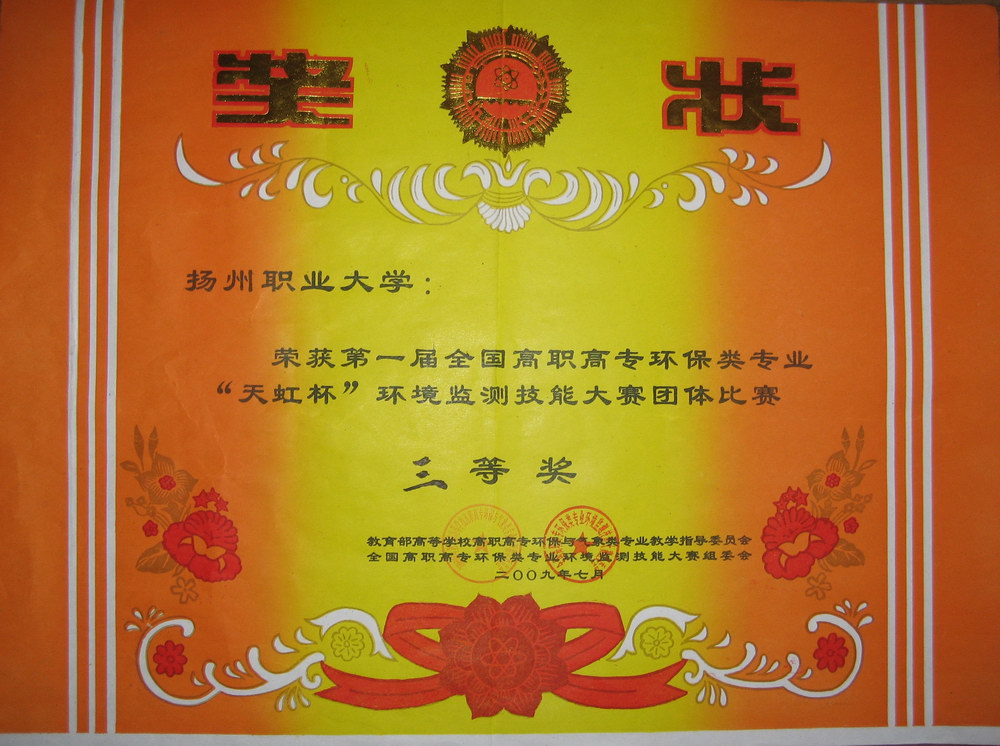 奖状
扬州职业大学：
荣获第一届全国高职高专环保类专业
“天虹杯”环境监测技能大赛团体比赛
三等奖
教育部高等学校高职高专环保与气象类专业教学指导委员会
全国高职高专环保类专业环境监测技能大赛组委会
二〇〇九年七月